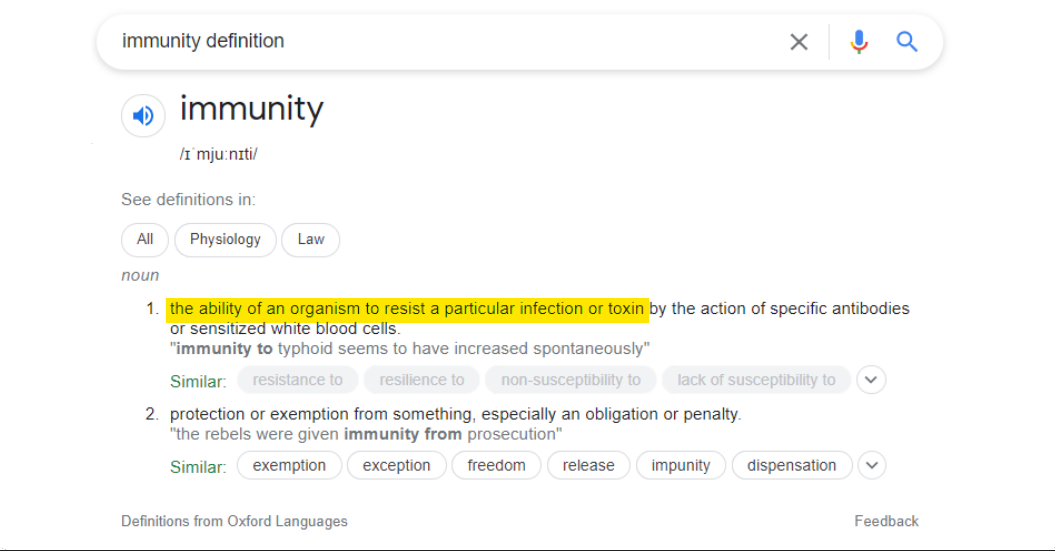 immunity definition
immunity
/ɪˈmjuːnɪti/
See definitions in:
All Physiology Law
noun
1. the ability of an organism to resist a particular infection or toxin by the action of specific antibodies
or sensitized white blood cells.
"immunity to typhoid seems to have increased spontaneously"
Similar: resistance to resilience to non-susceptibility to lack of susceptibility to
2. protection or exemption from something, especially an obligation or penalty.
"the rebels were given immunity from prosecution"
Similar: exemption exception freedom release impunity dispensation
Definitions from Oxford Languages Feedback